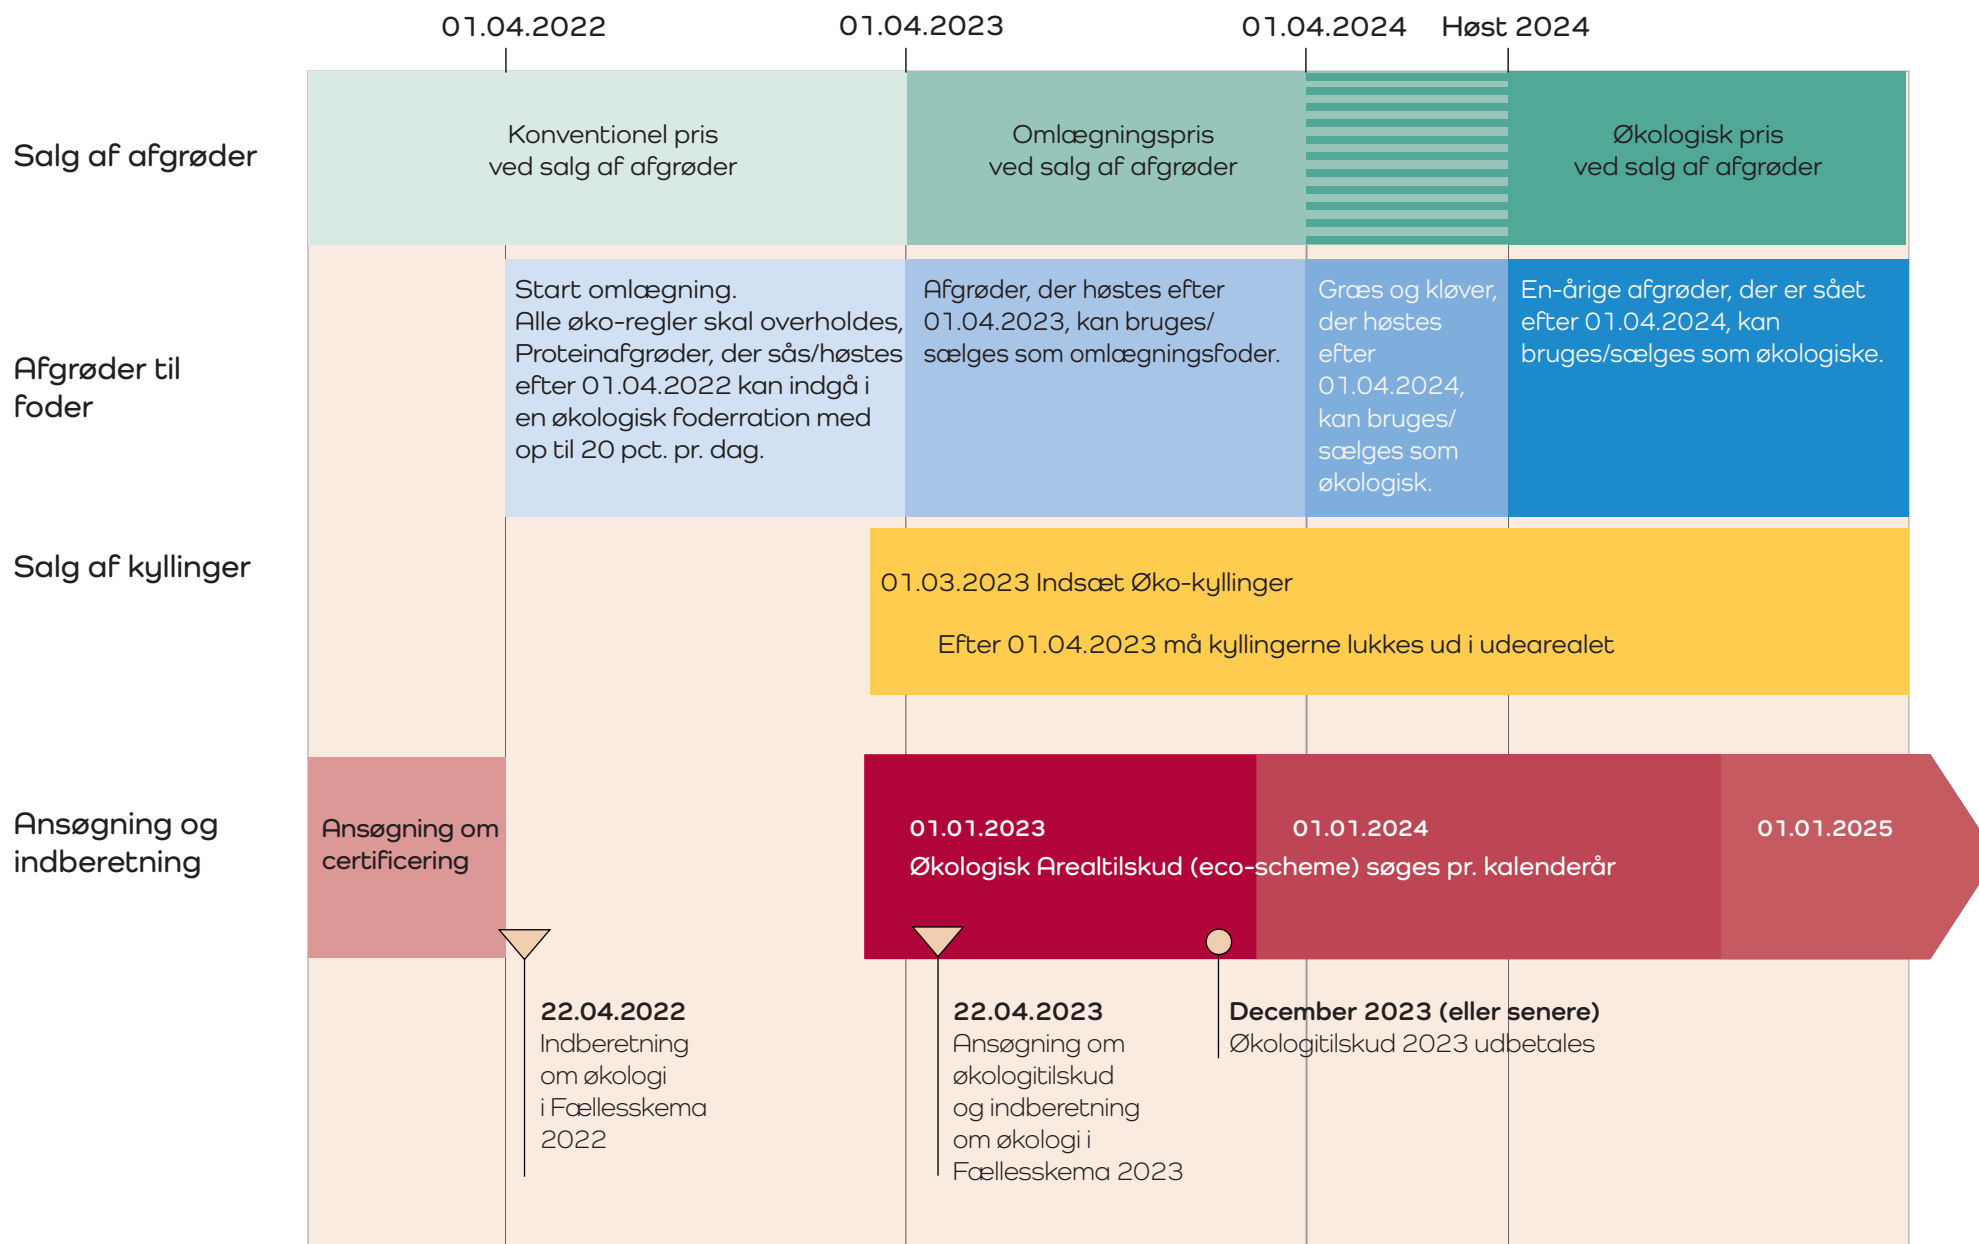 01.04.2022
01.04.2023
01.04.2024
Høst 2024
Salg af afgrøder
Konventionel pris
ved salg af afgrøder
Omlægningspris
ved salg af afgrøder
Økologisk pris
ved salg af afgrøder
Afgrøder til
foder
Start omlægning.
Alle øko-regler skal overholdes,
Proteinafgrøder, der sås/høstes
efter 01.04.2022 kan indgå i
en økologisk foderration med
op til 20 pct. pr. dag.
Afgrøder, der høstes efter
01.04.2023, kan bruges/
sælges som omlægningsfoder.
Græs og kløver,
der høstes
efter
01.04.2024,
kan bruges/
sælges som
økologisk.
En-årige afgrøder, der er sået
efter 01.04.2024, kan
bruges/sælges som økologiske.
Salg af kyllinger
01.03.2023 Indsæt Øko-kyllinger
Efter 01.04.2023 må kyllingerne lukkes ud i udearealet
Ansøgning og
indberetning
Ansøgning om
certificering
01.01.2023
01.01.2024
01.01.2025
Økologisk Arealtilskud (eco-scheme) søges pr. kalenderår
22.04.2022
Indberetning
om økologi
i Fællesskema
2022
22.04.2023
Ansøgning om
økologitilskud
og indberetning
om økologi i
Fællesskema 2023
December 2023 (eller senere)
Økologitilskud 2023 udbetales